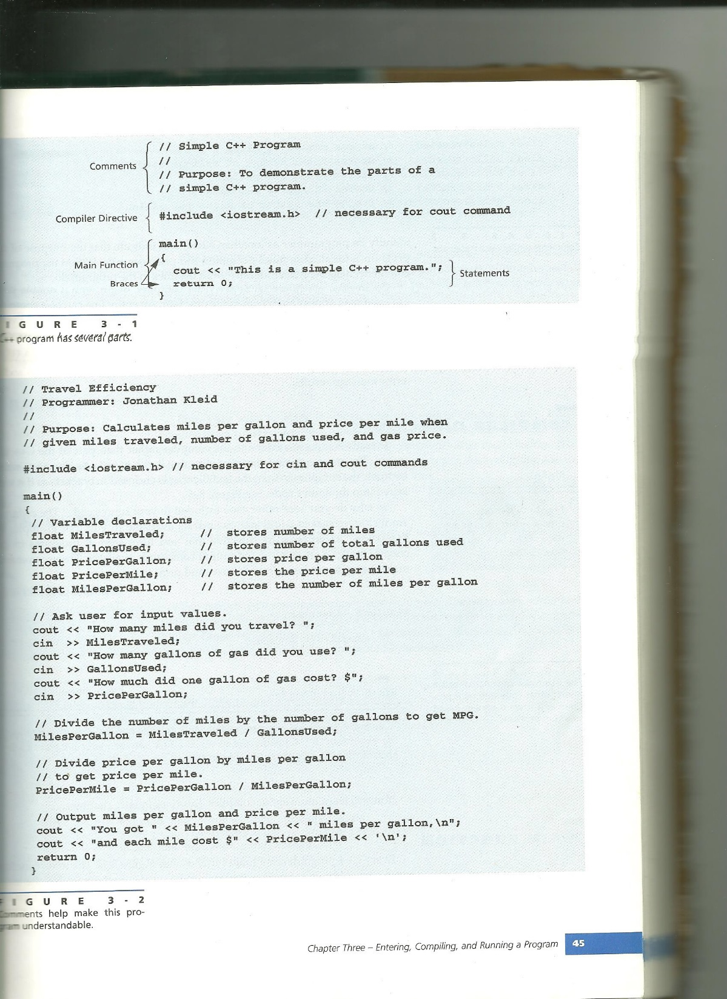 Comments
// Simple C++ Program
//
// Purpose: To demonstrate the parts of a
// simple C++ program.
Compiler Directive
#include <iostream.h>  // necessary for cout command
Main Function
Braces
main()
{
  cout << "This is a simple C++ program.";
  return 0;
}
Statements
I G U R E 3 - 1
C++ program has several parts.
// Travel Efficiency
// Programmer: Jonathan Kleid
//
// Purpose: Calculates miles per gallon and price per mile when
// given miles traveled, number of gallons used, and gas price.
#include <iostream.h> // necessary for cin and cout commands
main()
{
 // Variable declarations
 float MilesTraveled;     //  stores number of miles
 float GallonsUsed;       //  stores number of total gallons used
 float PricePerGallon;    //  stores price per gallon
 float PricePerMile;      //  stores the price per mile
 float MilesPerGallon;    //  stores the number of miles per gallon
 // Ask user for input values.
 cout << "How many miles did you travel? ";
 cin  >> MilesTraveled;
 cout << "How many gallons of gas did you use? ";
 cin  >> GallonsUsed;
 cout << "How much did one gallon of gas cost? $";
 cin  >> PricePerGallon;
 // Divide the number of miles by the number of gallons to get MPG.
 MilesPerGallon = MilesTraveled / GallonsUsed;
 // Divide price per gallon by miles per gallon
 // to get price per mile.
 PricePerMile = PricePerGallon / MilesPerGallon;
 // Output miles per gallon and price per mile.
 cout << "You got " << MilesPerGallon << " miles per gallon,\n";
 cout << "and each mile cost $" << PricePerMile << '\n';
 return 0;
}
F I G U R E 3 - 2
Comments help make this pro-
gram understandable.
Chapter Three – Entering, Compiling, and Running a Program 45